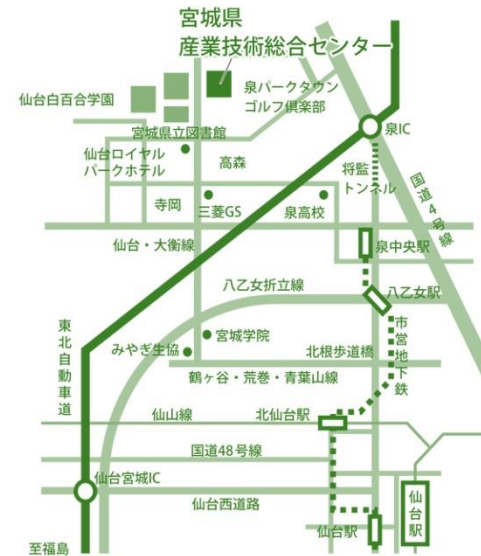 宮城県
産業技術総合センター
仙台白百合学園
泉パークタウン
ゴルフ倶楽部
宮城県立図書館
泉IC
仙台ロイヤル
パークホテル
高森
将監
トンネル
国道4号線
寺岡
三菱GS
泉高校
仙台・大衡線
泉中央駅
八乙女折立線
八乙女駅
東北自動車道
宮城学院
市営地下鉄
みやぎ生協
北根歩道橋
鶴ヶ谷・荒巻・青葉山線
仙山線
北仙台駅
国道48号線
仙台宮城IC
仙台西道路
仙台駅
仙台駅
至福島